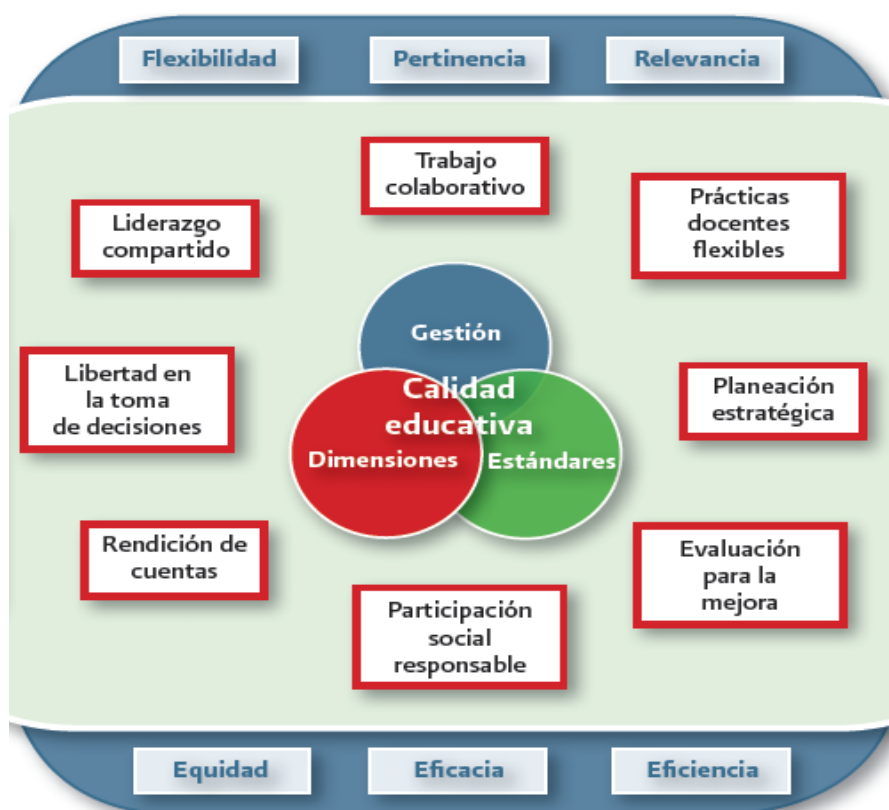 Flexibilidad
Pertinencia
Relevancia
Trabajo
colaborativo
Prácticas
docentes
flexibles
Liderazgo
compartido
Gestión
Libertad en
la toma
de decisiones
Calidad
educativa
Planeación
estratégica
Dimensiones
Estándares
Rendición de
cuentas
Evaluación
para la
mejora
Participación
social
responsable
Equidad
Eficacia
Eficiencia